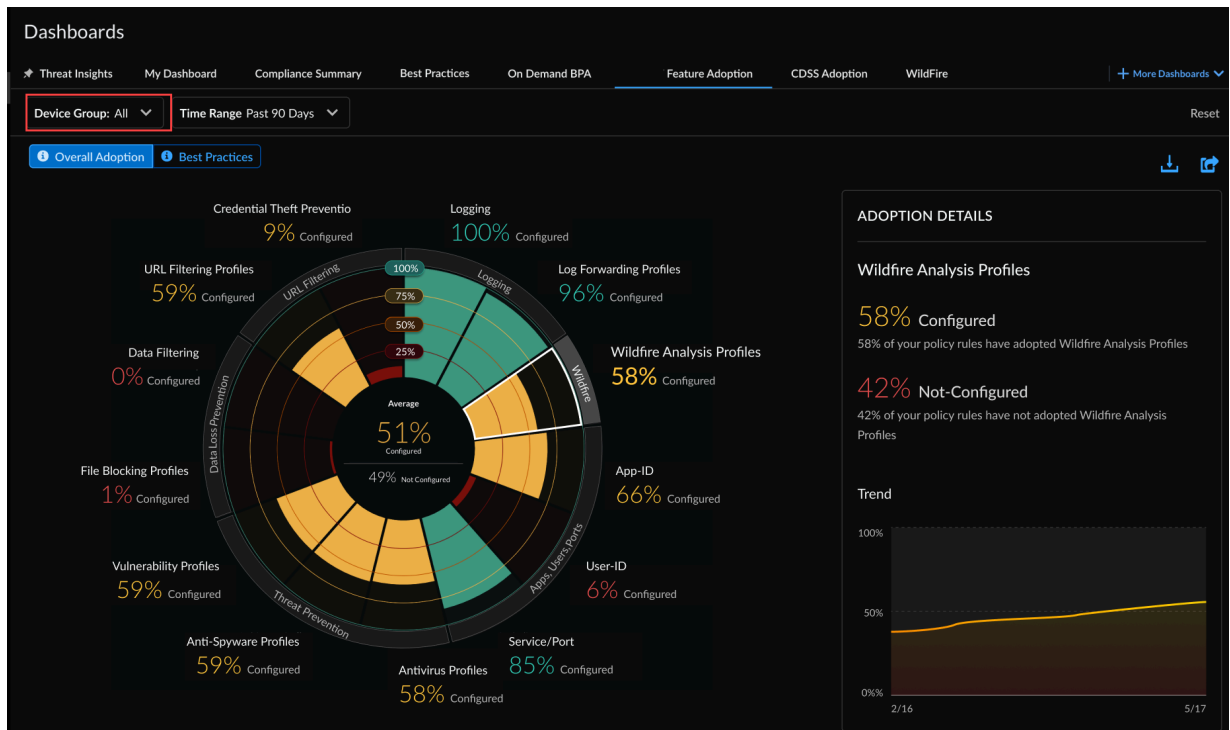 Dashboards
Threat Insights
My Dashboard
Compliance Summary
Best Practices
On Demand BPA
Feature Adoption
CDSS Adoption
WildFire
More Dashboards
Device Group: All
Time Range Past 90 Days
Reset
Overall Adoption
Best Practices
Credential Theft Preventio
9% Configured
Logging
100% Configured
URL Filtering Profiles
59% Configured
Log Forwarding Profiles
96% Configured
Data Filtering
0% Configured
Wildfire Analysis Profiles
58% Configured
File Blocking Profiles
1% Configured
App-ID
66% Configured
Vulnerability Profiles
59% Configured
User-ID
6% Configured
Anti-Spyware Profiles
59% Configured
Antivirus Profiles
58% Configured
Service/Port
85% Configured
URL Filtering
Logging
Wildfire
Apps, Users,Ports
Threat Prevention
Data Loss Prevention
100%
75%
50%
25%
Average
51%
Configured
49% Not Configured
ADOPTION DETAILS
Wildfire Analysis Profiles
58% Configured
58% of your policy rules have adopted Wildfire Analysis Profiles
42% Not-Configured
42% of your policy rules have not adopted Wildfire Analysis
Profiles
Trend
100%
50%
0%%
2/16
5/17